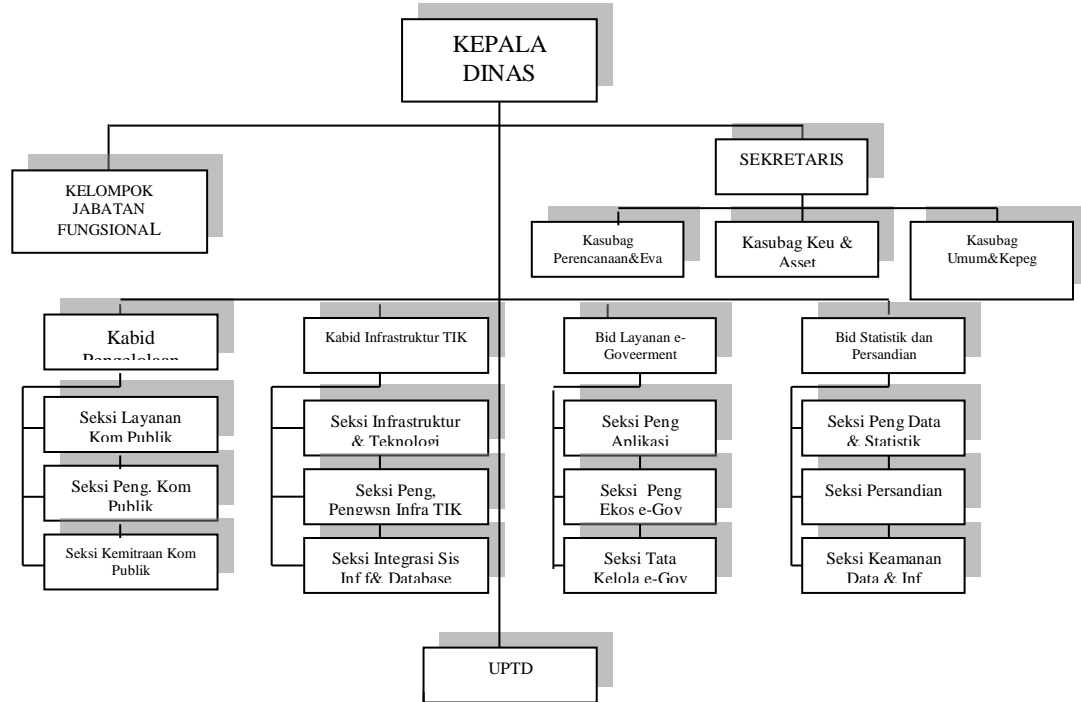 KEPALA
DINAS
SEKRETARIS
KELOMPOK
JABATAN
FUNGSIONAL
Kasubag
Perencanaan&Eva
Kasubag Keu &
Asset
Kasubag
Umum&Kepeg
Kabid
Pengelolaan
Kabid Infrastruktur TIK
Bid Layanan e-
Goveerment
Bid Statistik dan
Persandian
Seksi Layanan
Kom Publik
Seksi Infrastruktur
& Teknologi
Seksi Peng
Aplikasi
Seksi Peng Data
& Statistik
Seksi Peng. Kom
Publik
Seksi Peng,
Pengwsn Infra TIK
Seksi Peng
Ekos e-Gov
Seksi Persandian
Seksi Kemitraan Kom
Publik
Seksi Integrasi Sis
Inf f& Database
Seksi Tata
Kelola e-Gov
Seksi Keamanan
Data & Inf
UPTD